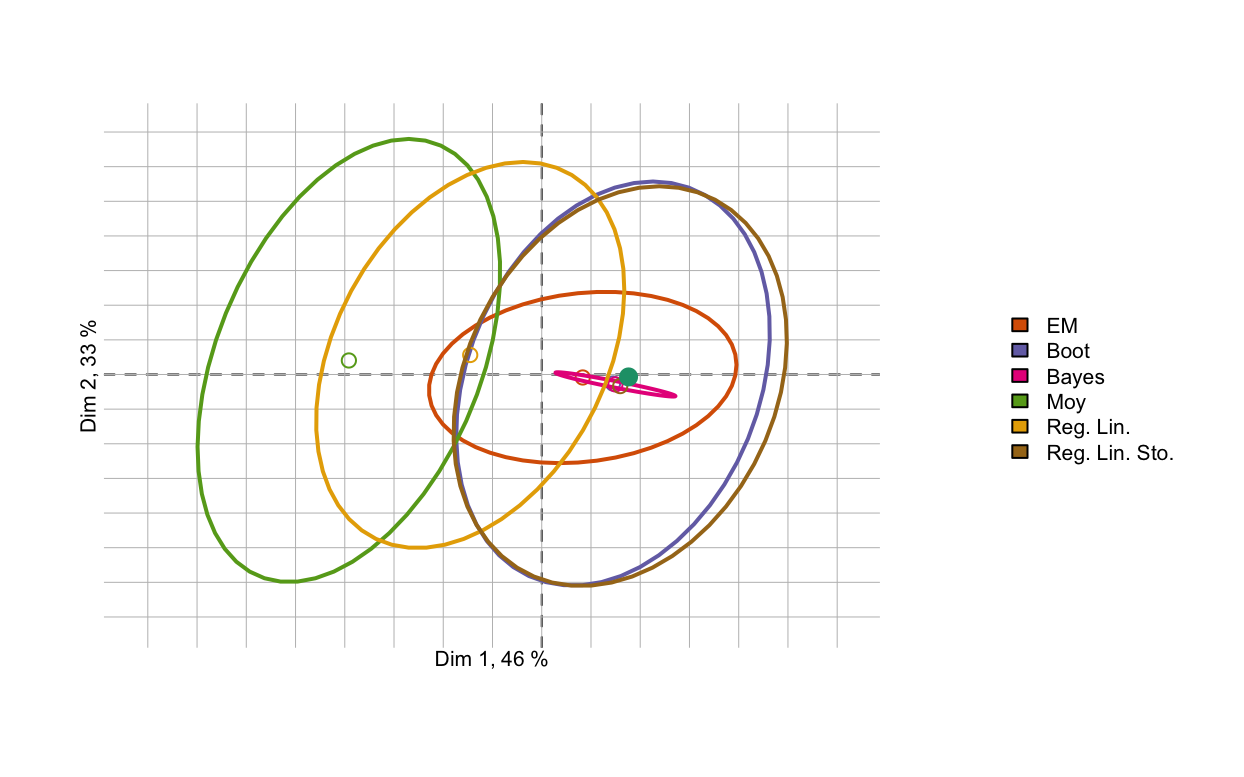 Dim 2, 33 %
Dim 1, 46 %
EM
Boot
Bayes
Moy
Reg. Lin.
Reg. Lin. Sto.